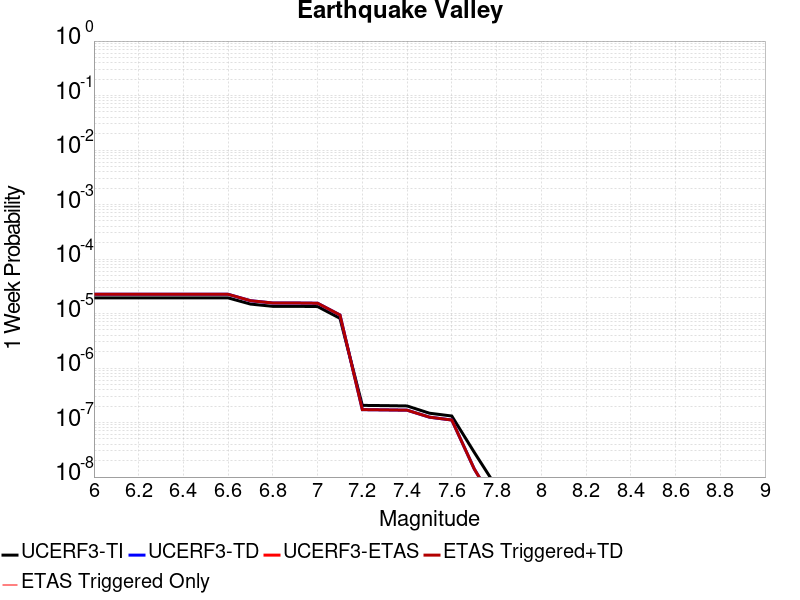 Earthquake Valley
10^0
10^-1
10^-2
10^-3
10^-4
10^-5
10^-6
10^-7
10^-8
1 Week Probability
6 6.2 6.4 6.6 6.8 7 7.2 7.4 7.6 7.8 8 8.2 8.4 8.6 8.8 9
Magnitude
UCERF3-TI UCERF3-TD UCERF3-ETAS ETAS Triggered+TD
ETAS Triggered Only